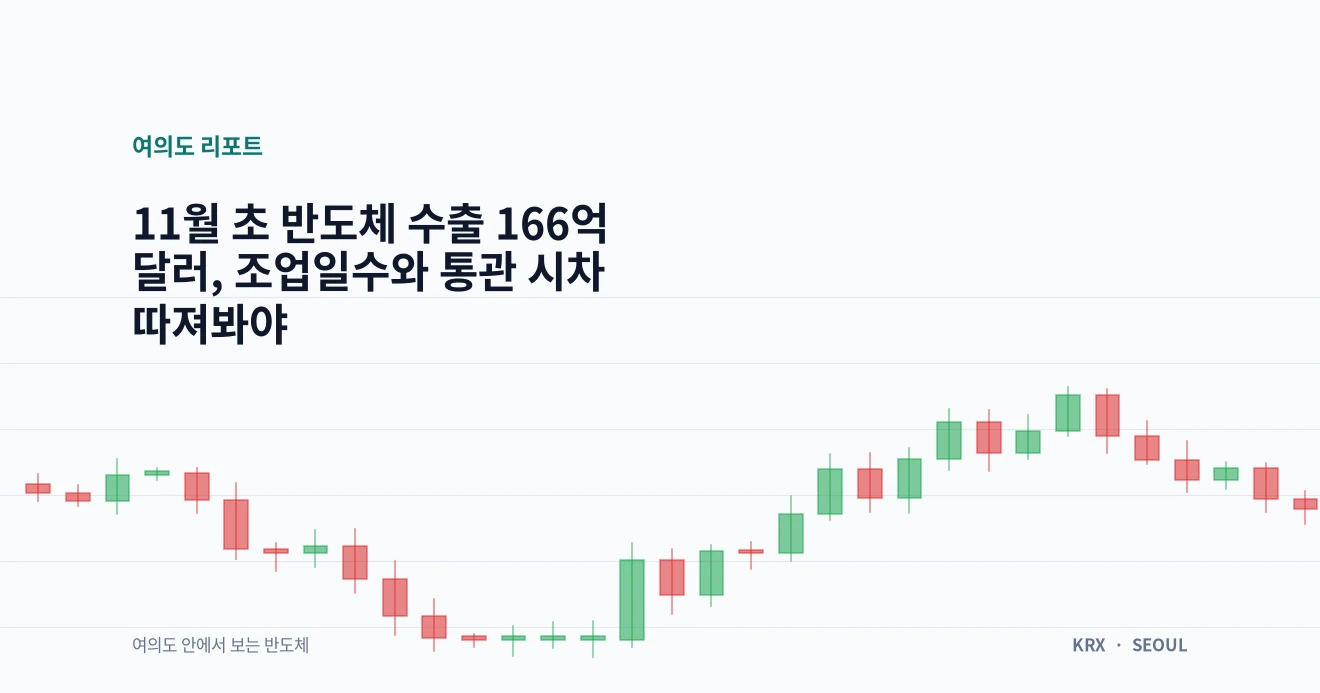 여의도 리포트
11월 초 반도체 수출 166억
달러, 조업일수와 통관 시차
따져봐야
여의도 안에서 보는 반도체
KRX · SEOUL